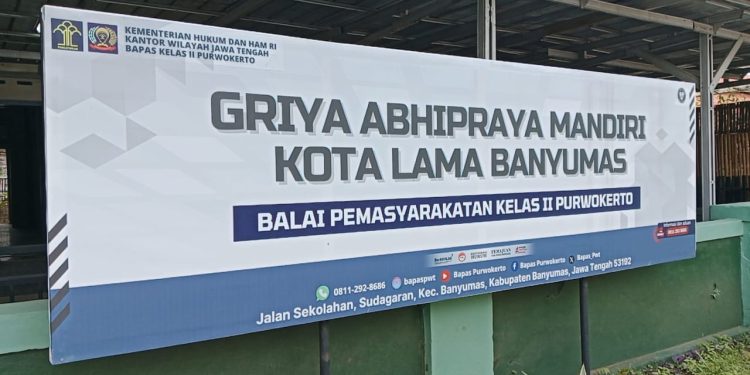 KEMENTERIAN HUKUM DAN HAM RI
KANTOR WILAYAH JAWA TENGAH
BAPAS KELAS II PURWOKERTO
GRIYA ABHIPRAYA MANDIRI
KOTA LAMA BANYUMAS
BALAI PEMASYARAKATAN KELAS II PURWOKERTO
0811-292-8686 bapaspwt Bapas Purwokerto Bapas Purwokerto Bapas_Pwt
Jalan Sekolahan, Sudagaran, Kec. Banyumas, Kabupaten Banyumas, Jawa Tengah 53192